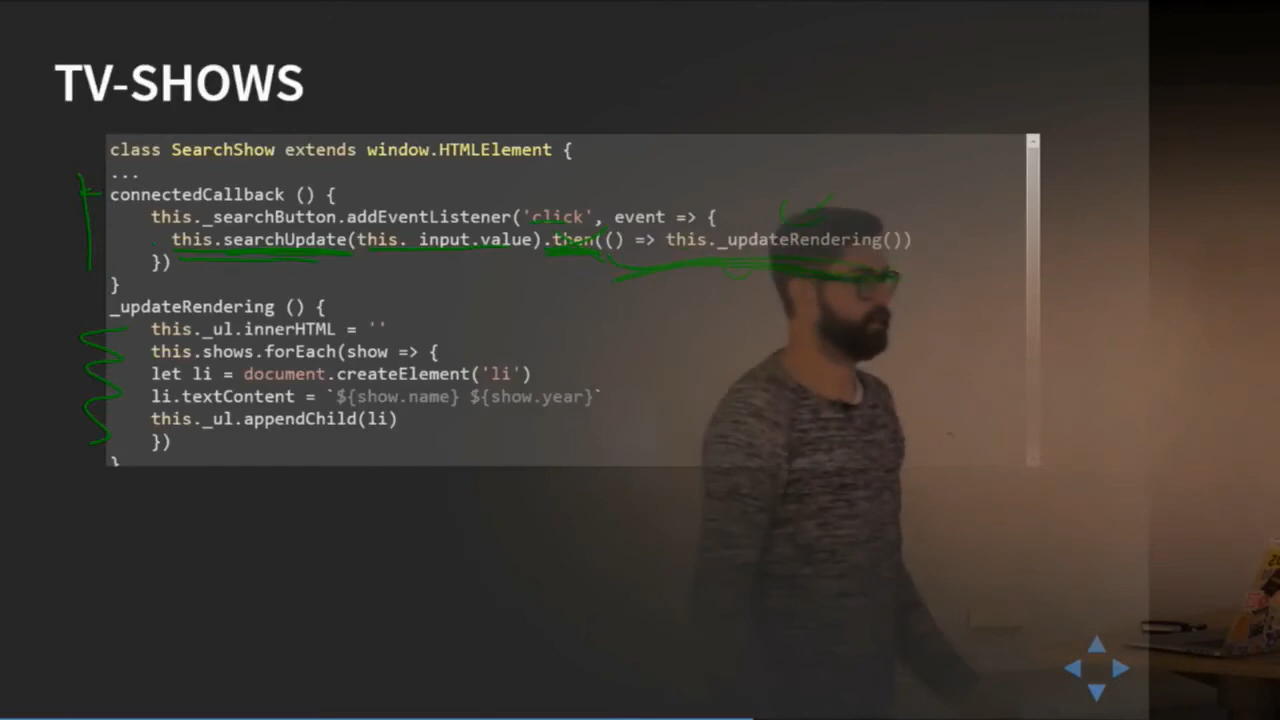 TV-SHOWS
class SearchShow extends window.HTMLElement {
...
connectedCallback () {
this._searchButton.addEventListener('click', event => {
this.searchUpdate(this._input.value).then(() => this._updateRendering())
})
}
_updateRendering () {
this._ul.innerHTML = ''
this.shows.forEach(show => {
let li = document.createElement('li')
li.textContent = `${show.name} ${show.year}`
this._ul.appendChild(li)
})
}